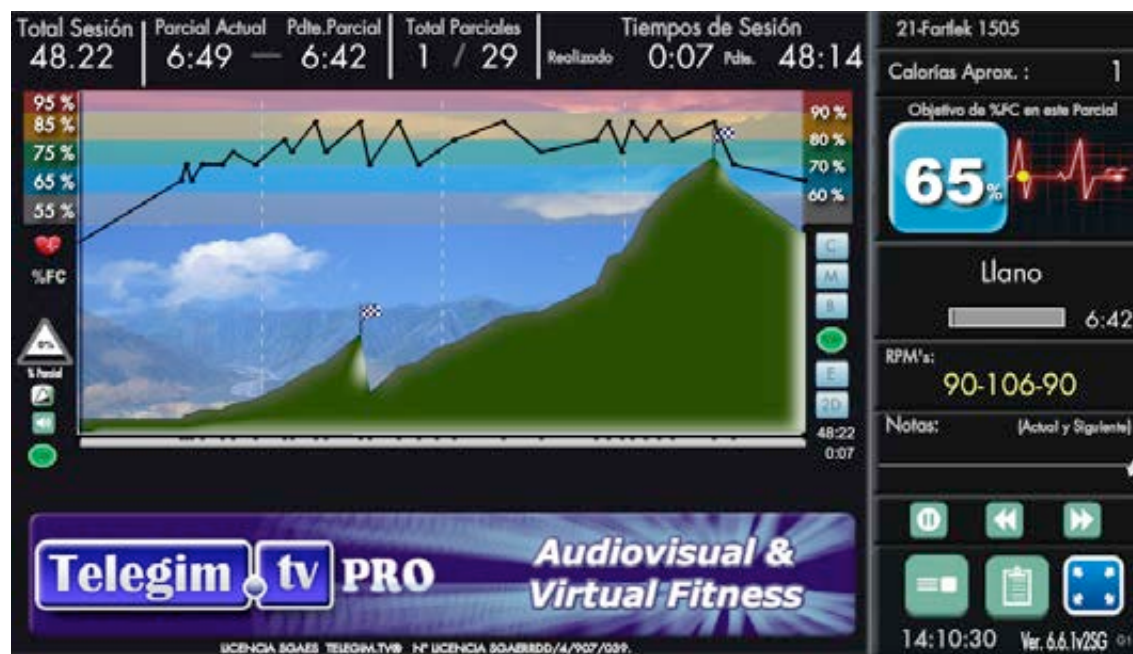 Total Sesión
48.22
Parcial Actual
6:49 —
Pdte.Parcial
6:42
Total Parciales
1 / 29
Tiempos de Sesión
Realizado 0:07 Pdte. 48:14
95 %
85 %
75 %
65 %
55 %
%FC
0%
% Parcial
90 %
80 %
70 %
60 %
C
M
B
E
2D
48:22
0:07
21-Fartlek 1505
Calorías Aprox. : 1
Objetivo de %FC en este Parcial
65%
Llano
6:42
RPM's:
90-106-90
Notas: (Actual y Siguiente)
Telegim.tv PRO
Audiovisual &
Virtual Fitness
LICENCIA SGAES TELEGIM.TV® Nº LICENCIA SGAERRDD/4/907/039.
14:10:30 Ver. 6.6.1v2SG